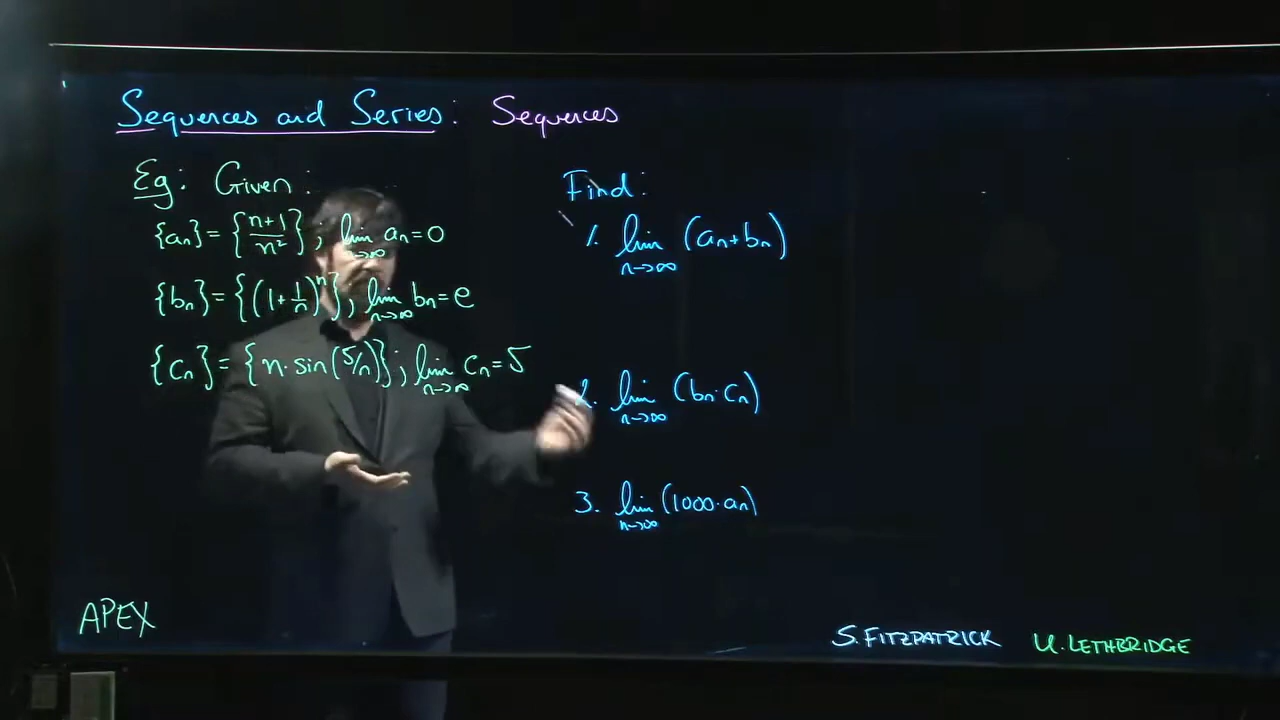 Sequences and Series: Sequences
Eg: Given:
{aₙ} = {n+1/n²}; lim n→∞ aₙ = 0
{bₙ} = {(1+1/n)ⁿ}; lim n→∞ bₙ = e
{cₙ} = {n·sin(5/n)}; lim n→∞ cₙ = 5
Find:
1. lim n→∞ (aₙ+bₙ)
2. lim n→∞ (bₙ·cₙ)
3. lim n→∞ (1000·aₙ)
APEX
S. FITZPATRICK U. LETHBRIDGE